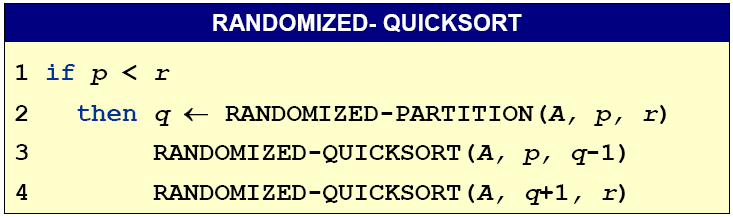 RANDOMIZED- QUICKSORT
1 if p < r
2 then q ← RANDOMIZED-PARTITION(A, p, r)
3 RANDOMIZED-QUICKSORT(A, p, q-1)
4 RANDOMIZED-QUICKSORT(A, q+1, r)